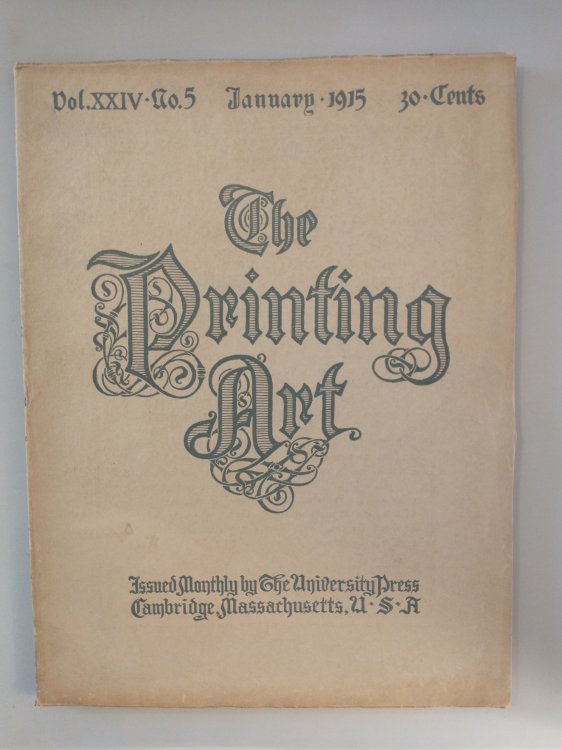 Vol.XXIV·No.5 January·1915 30·Cents
The
Printing
Art
Issued Monthly by The University Press
Cambridge, Massachusetts, U·S·A